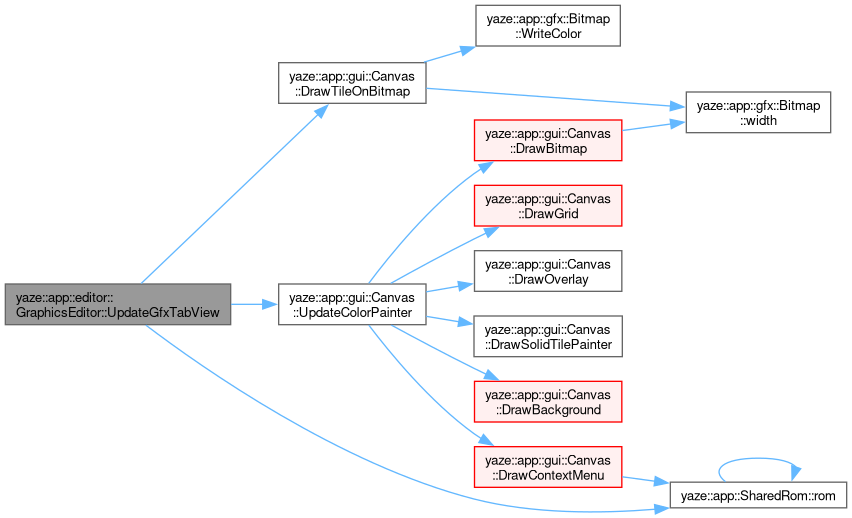 yaze::app::gfx::Bitmap
::WriteColor
yaze::app::gui::Canvas
::DrawTileOnBitmap
yaze::app::gfx::Bitmap
::width
yaze::app::gui::Canvas
::DrawBitmap
yaze::app::gui::Canvas
::DrawGrid
yaze::app::gui::Canvas
::DrawOverlay
yaze::app::editor::
GraphicsEditor::UpdateGfxTabView
yaze::app::gui::Canvas
::UpdateColorPainter
yaze::app::gui::Canvas
::DrawSolidTilePainter
yaze::app::gui::Canvas
::DrawBackground
yaze::app::gui::Canvas
::DrawContextMenu
yaze::app::SharedRom::rom